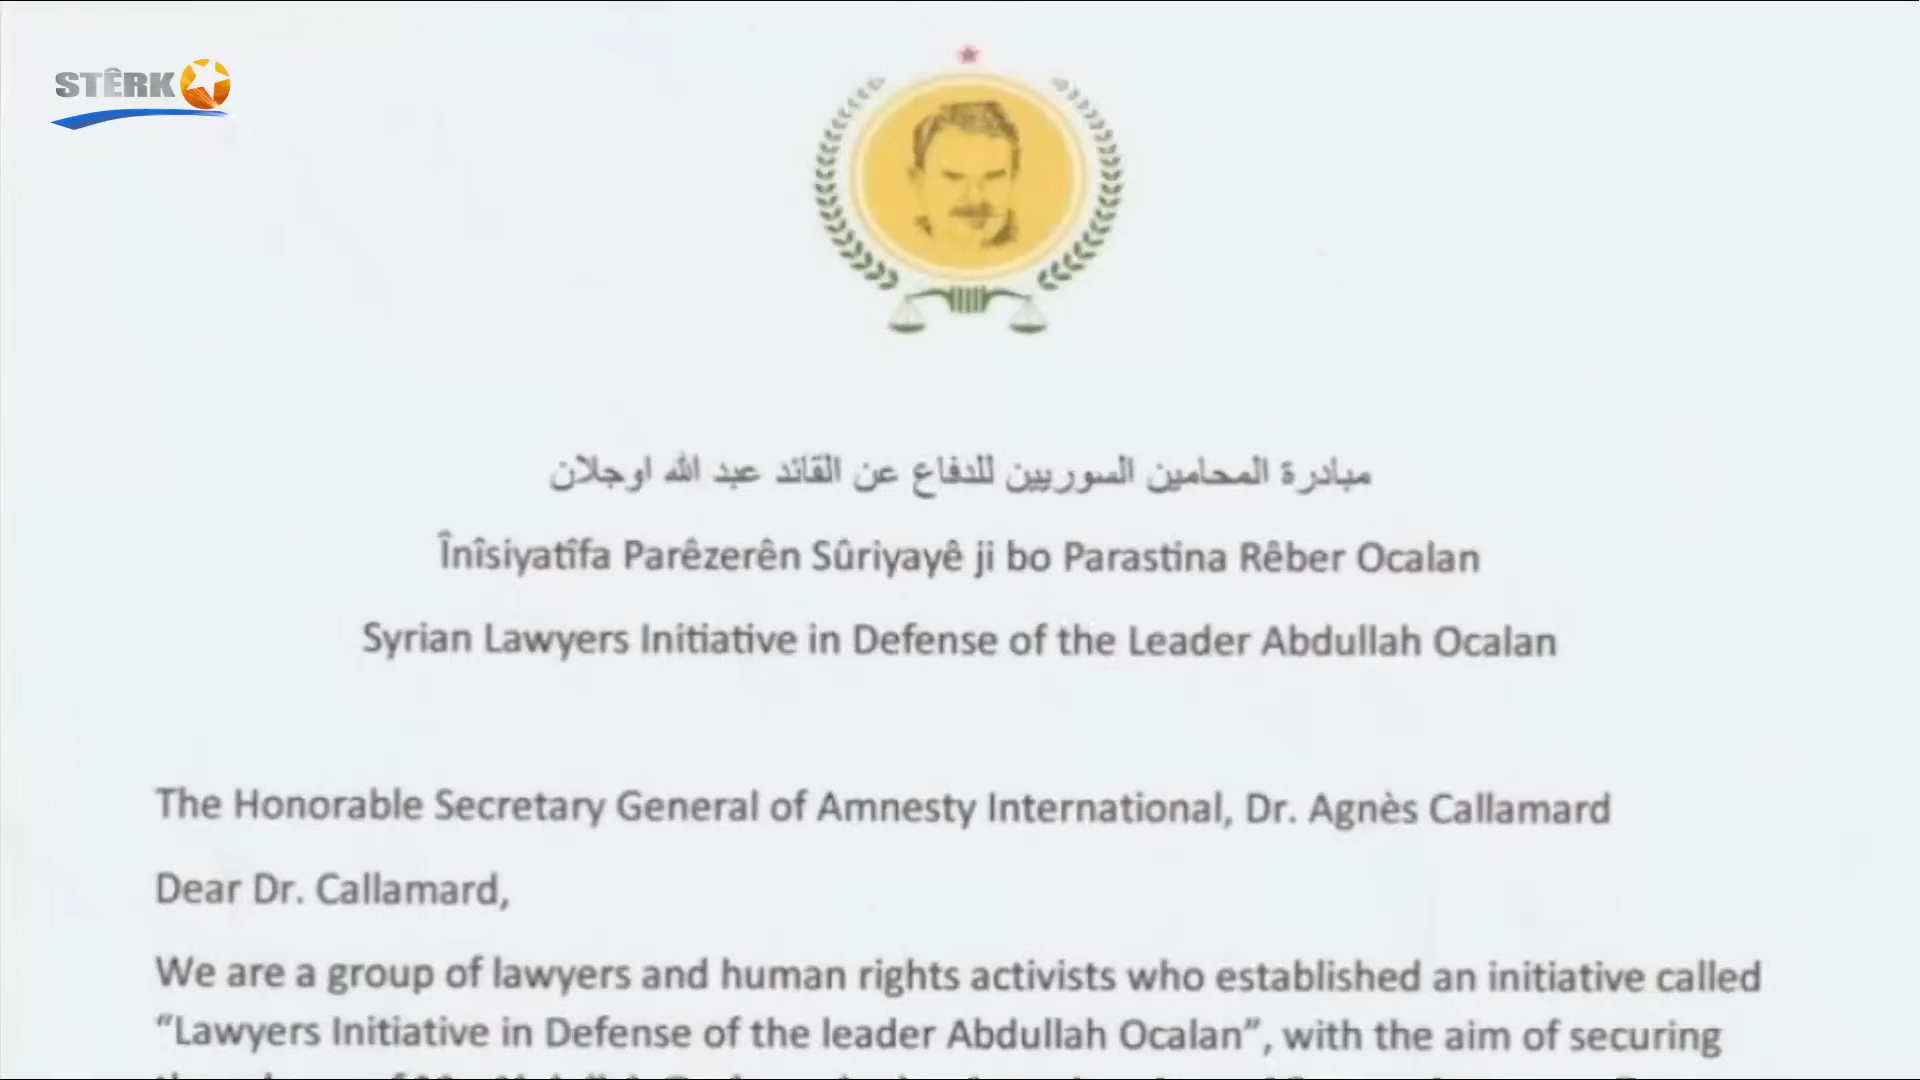 STÊRK
مبادرة المحامين السوريين للدفاع عن القائد عبد الله اوجلان
Înîsiyatîfa Parêzerên Sûriyayê ji bo Parastina Rêber Ocalan
Syrian Lawyers Initiative in Defense of the Leader Abdullah Ocalan
The Honorable Secretary General of Amnesty International, Dr. Agnès Callamard
Dear Dr. Callamard,
We are a group of lawyers and human rights activists who established an initiative called
“Lawyers Initiative in Defense of the leader Abdullah Ocalan”, with the aim of securing